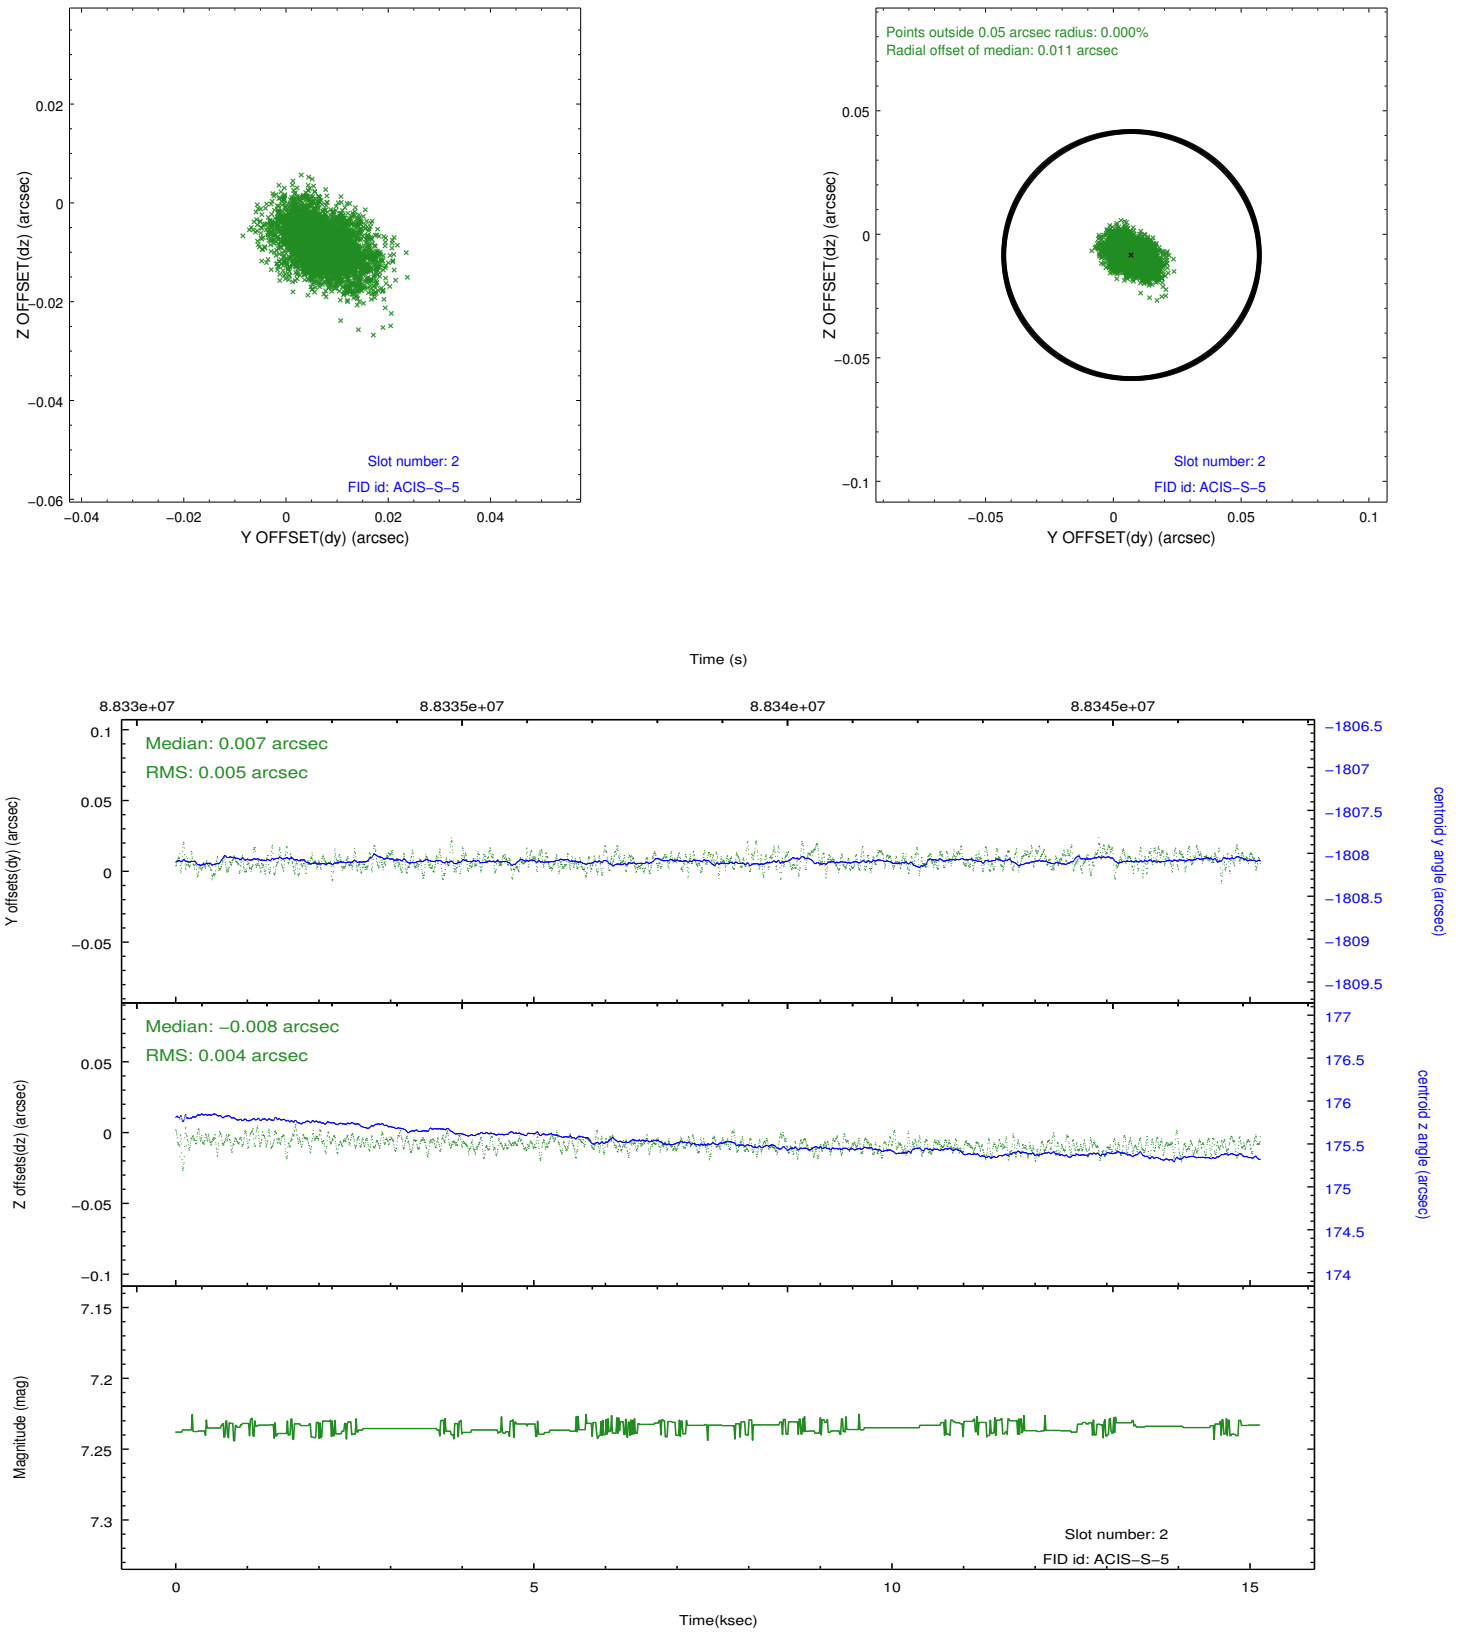 0.02
0
−0.02
−0.04
−0.06
−0.04
−0.02
0
0.02
0.04
Z OFFSET(dz) (arcsec)
Y OFFSET(dy) (arcsec)
Slot number: 2
FID id: ACIS−S−5
Points outside 0.05 arcsec radius: 0.000%
Radial offset of median: 0.011 arcsec
0.05
0
−0.05
−0.1
−0.05
0
0.05
0.1
Z OFFSET(dz) (arcsec)
Y OFFSET(dy) (arcsec)
Slot number: 2
FID id: ACIS−S−5
Time (s)
8.833e+07
8.8335e+07
8.834e+07
8.8345e+07
Median: 0.007 arcsec
RMS: 0.005 arcsec
0.1
0.05
0
−0.05
Y offsets(dy) (arcsec)
−1806.5
−1807
−1807.5
−1808
−1808.5
−1809
−1809.5
centroid y angle (arcsec)
Median: −0.008 arcsec
RMS: 0.004 arcsec
0.05
0
−0.05
−0.1
Z offsets(dz) (arcsec)
177
176.5
176
175.5
175
174.5
174
centroid z angle (arcsec)
7.15
7.2
7.25
7.3
Magnitude (mag)
Slot number: 2
FID id: ACIS−S−5
0
5
10
15
Time(ksec)